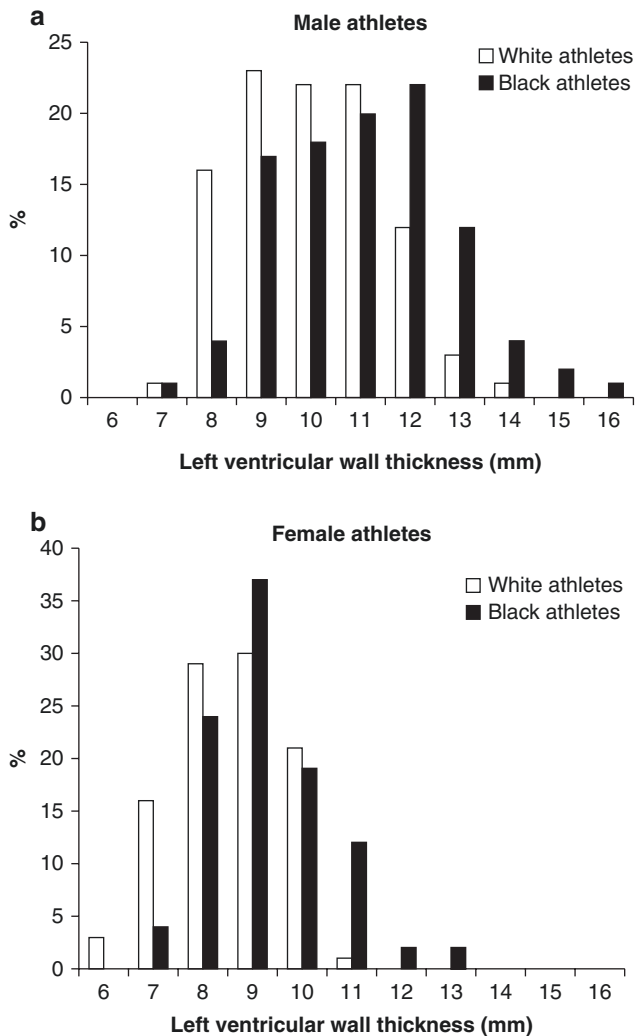 a
Male athletes
White athletes
Black athletes
25
20
15
10
5
0
%
6 7 8 9 10 11 12 13 14 15 16
Left ventricular wall thickness (mm)
b
Female athletes
White athletes
Black athletes
40
35
30
25
20
15
10
5
0
%
6 7 8 9 10 11 12 13 14 15 16
Left ventricular wall thickness (mm)